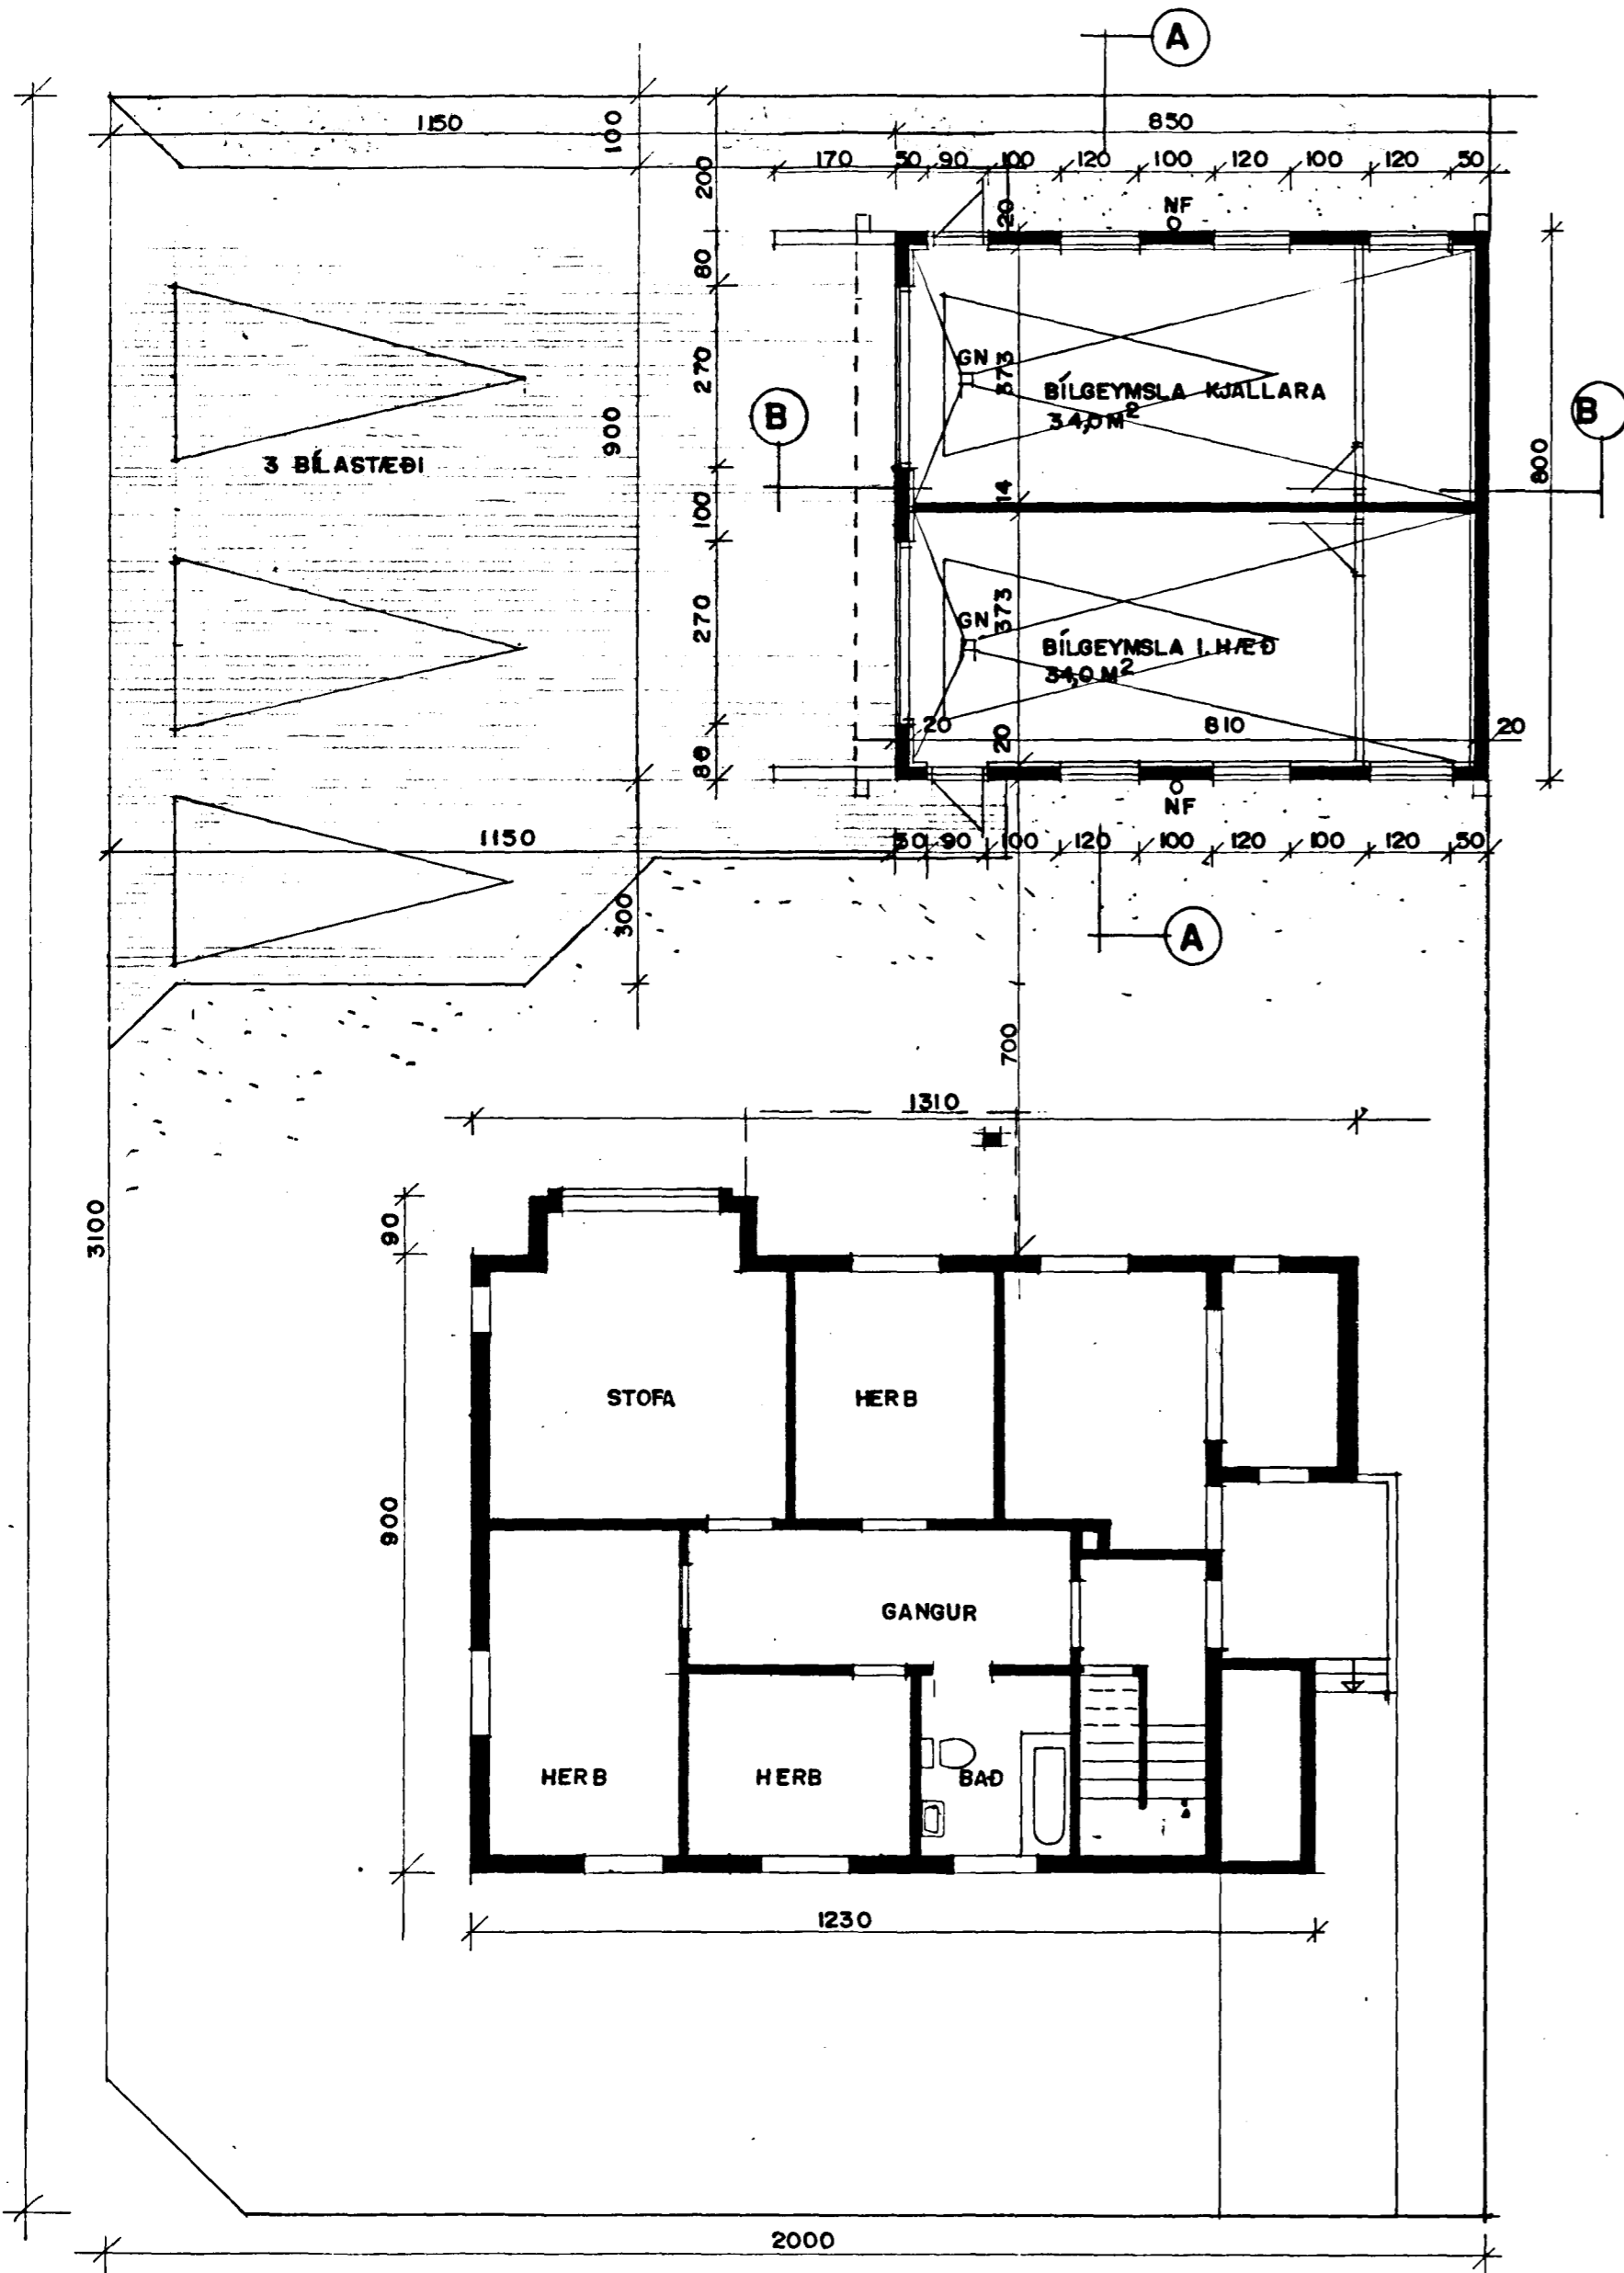 A
1150
100
850
200
170 50 90 100 120 100 120 100 120 50
20
NF
80
270
900
GN
373
BÍLGEYMSLA KJALLARA
34,0 M²
B
B
800
3 BÍLASTÆÐI
100
14
270
GN
373
BÍLGEYMSLA I. HÆÐ
34,0 M²
20
810
20
20
80
NF
1150
50 90 100 120 100 120 100 120 50
300
A
700
1310
3100
90
STOFA
HERB
900
GANGUR
HERB
HERB
BAÐ
1230
2000